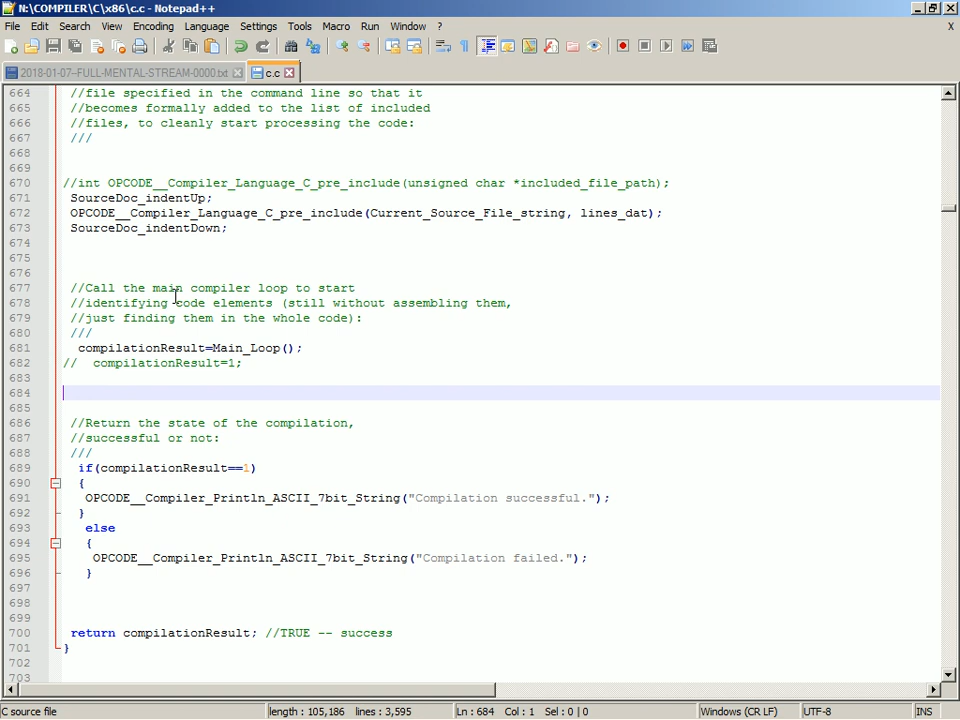 N:\COMPILER\C\x86\c.c - Notepad++
File Edit Search View Encoding Language Settings Tools Macro Run Window ? X
2018-01-07--FULL-MENTAL-STREAM-0000.txt c.c
664 //file specified in the command line so that it
665 //becomes formally added to the list of included
666 //files, to cleanly start processing the code:
667 ///
668
669
670 //int OPCODE__Compiler_Language_C_pre_include(unsigned char *included_file_path);
671 SourceDoc_indentUp;
672 OPCODE__Compiler_Language_C_pre_include(Current_Source_File_string, lines_dat);
673 SourceDoc_indentDown;
674
675
676
677 //Call the main compiler loop to start
678 //identifying code elements (still without assembling them,
679 //just finding them in the whole code):
680 ///
681 compilationResult=Main_Loop();
682 // compilationResult=1;
683
684
685
686 //Return the state of the compilation,
687 //successful or not:
688 ///
689 if(compilationResult==1)
690 {
691 OPCODE__Compiler_Println_ASCII_7bit_String("Compilation successful.");
692 }
693 else
694 {
695 OPCODE__Compiler_Println_ASCII_7bit_String("Compilation failed.");
696 }
697
698
699
700 return compilationResult; //TRUE -- success
701 }
702
703
C source file length : 105,186 lines : 3,595 Ln : 684 Col : 1 Sel : 0 | 0 Windows (CR LF) UTF-8 INS